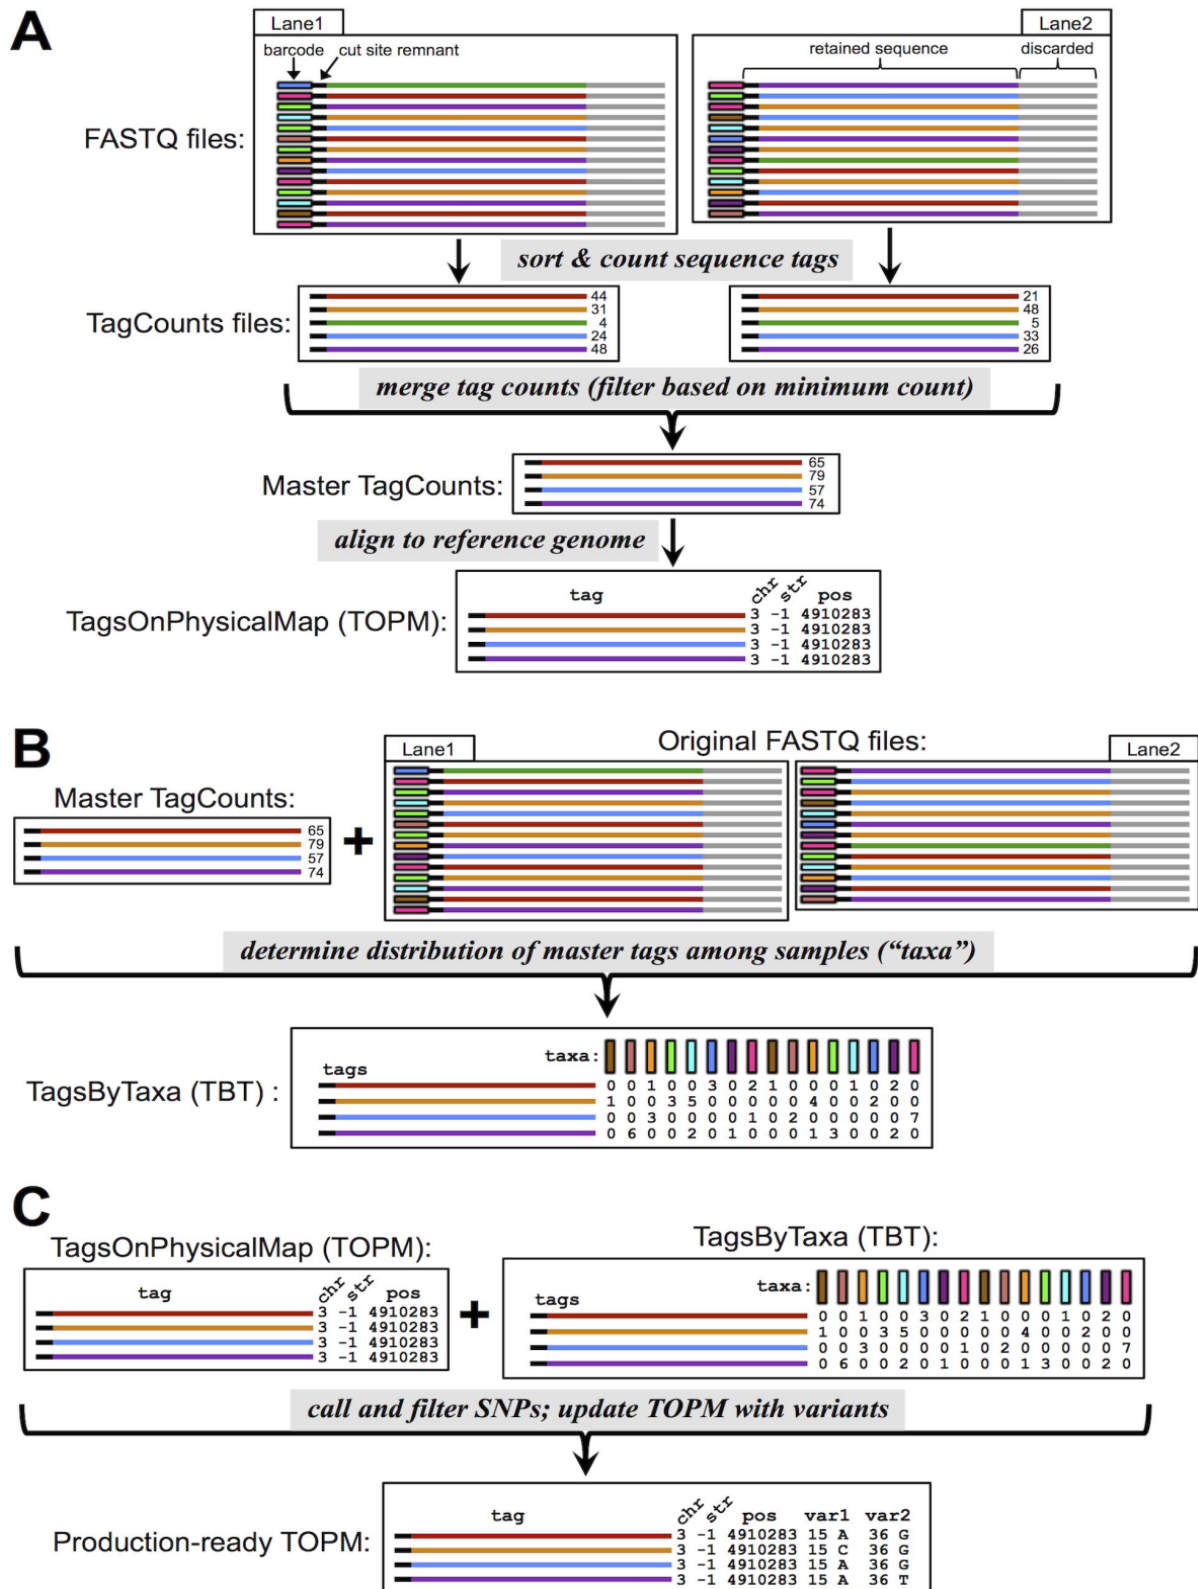 A
Lane1
Lane2
barcode
cut site remnant
retained sequence
discarded
FASTQ files:
sort & count sequence tags
TagCounts files:
44
31
4
24
48
21
48
5
33
26
merge tag counts (filter based on minimum count)
Master TagCounts:
65
79
57
74
align to reference genome
TagsOnPhysicalMap (TOPM):
tag chr str pos
3 -1 4910283
3 -1 4910283
3 -1 4910283
3 -1 4910283
B
Original FASTQ files:
Lane1
Lane2
Master TagCounts:
65
79
57
74
+
determine distribution of master tags among samples (“taxa”)
TagsByTaxa (TBT) :
taxa:
tags
0 0 1 0 0 3 0 2 1 0 0 0 1 0 2 0
1 0 0 3 5 0 0 0 0 0 4 0 0 2 0 0
0 0 3 0 0 0 0 1 0 2 0 0 0 0 0 7
0 6 0 0 2 0 1 0 0 0 1 3 0 0 2 0
C
TagsOnPhysicalMap (TOPM):
tag chr str pos
3 -1 4910283
3 -1 4910283
3 -1 4910283
3 -1 4910283
+
TagsByTaxa (TBT):
taxa:
tags
0 0 1 0 0 3 0 2 1 0 0 0 1 0 2 0
1 0 0 3 5 0 0 0 0 0 4 0 0 2 0 0
0 0 3 0 0 0 0 1 0 2 0 0 0 0 0 7
0 6 0 0 2 0 1 0 0 0 1 3 0 0 2 0
call and filter SNPs; update TOPM with variants
Production-ready TOPM:
tag chr str pos var1 var2
3 -1 4910283 15 A 36 G
3 -1 4910283 15 C 36 G
3 -1 4910283 15 A 36 G
3 -1 4910283 15 A 36 T